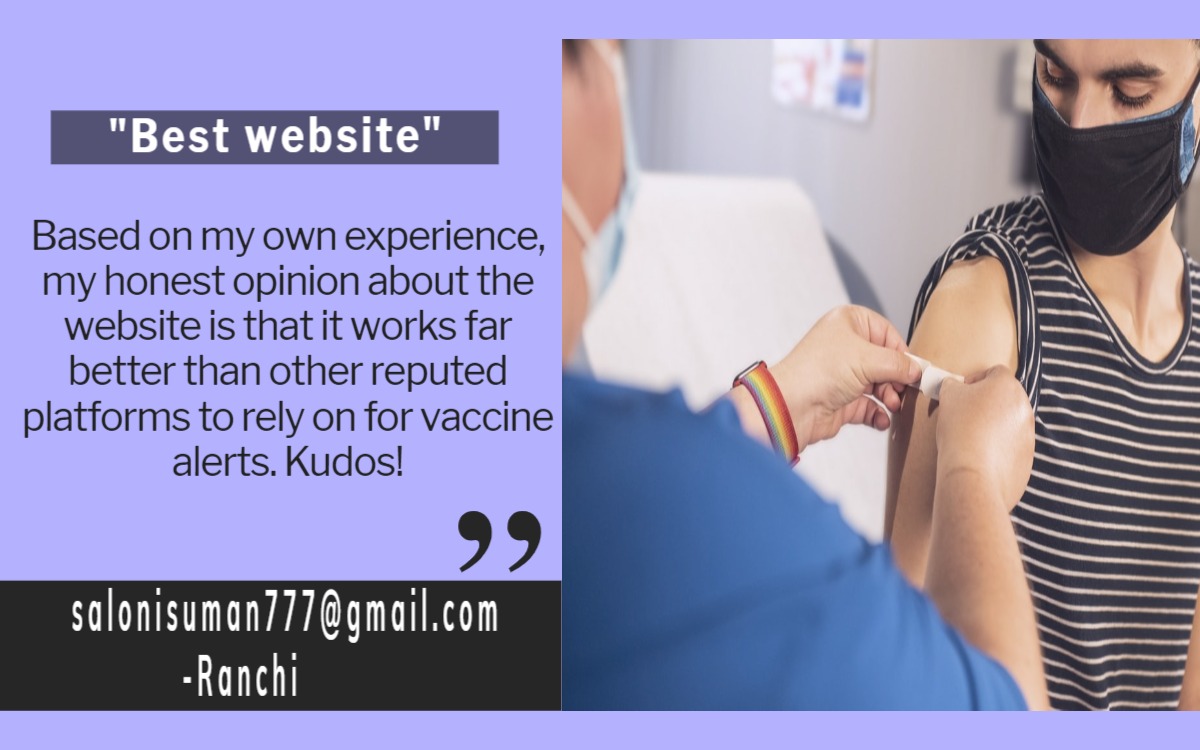 "Best website"
Based on my own experience,
my honest opinion about the
website is that it works far
better than other reputed
platforms to rely on for vaccine
alerts. Kudos!
”
salonisuman777@gmail.com
-Ranchi